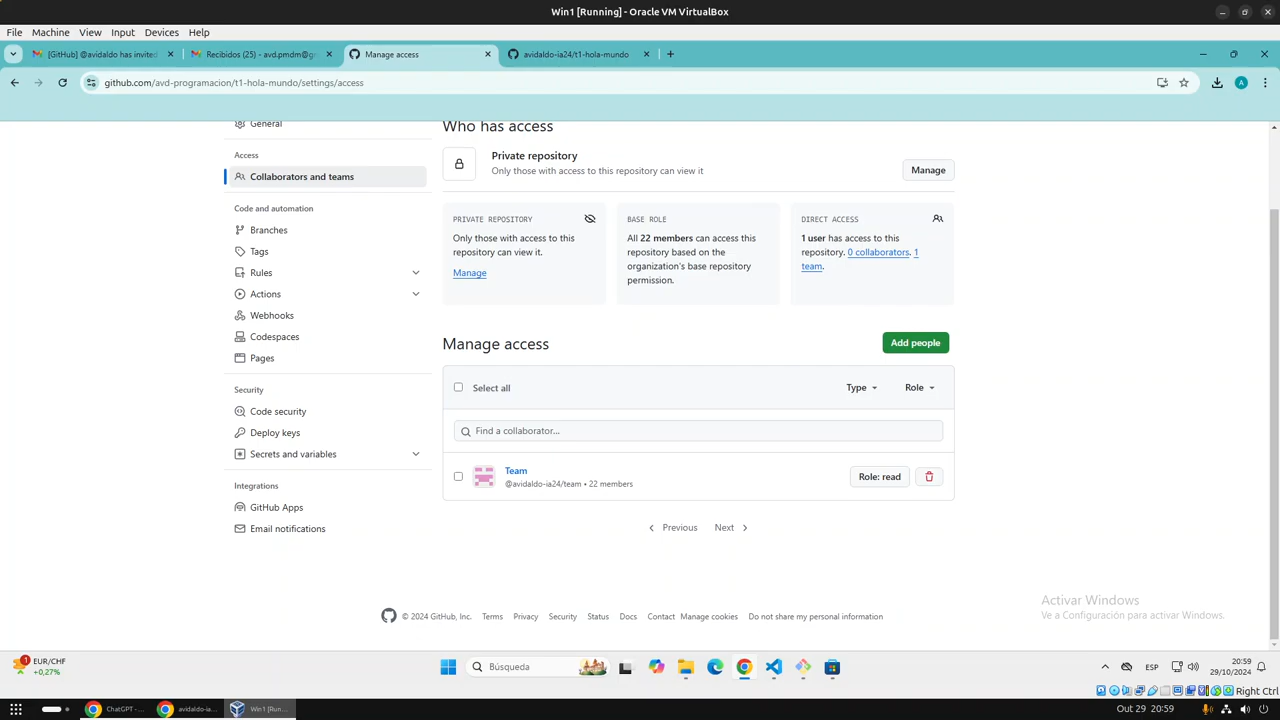 Win1 [Running] - Oracle VM VirtualBox
File Machine View Input Devices Help
[GitHub] @avidaldo has invited
Recibidos (25) - avd.pmdm@g
Manage access
avidaldo-ia24/t1-hola-mundo
github.com/avd-programacion/t1-hola-mundo/settings/access
General
Access
Collaborators and teams
Code and automation
Branches
Tags
Rules
Actions
Webhooks
Codespaces
Pages
Security
Code security
Deploy keys
Secrets and variables
Integrations
GitHub Apps
Email notifications
Who has access
Private repository
Only those with access to this repository can view it
Manage
PRIVATE REPOSITORY
Only those with access to this
repository can view it.
Manage
BASE ROLE
All 22 members can access this
repository based on the
organization's base repository
permission.
DIRECT ACCESS
1 user has access to this
repository. 0 collaborators. 1
team.
Manage access
Add people
Select all
Type
Role
Find a collaborator...
Team
@avidaldo-ia24/team • 22 members
Role: read
Previous Next
© 2024 GitHub, Inc. Terms Privacy Security Status Docs Contact Manage cookies Do not share my personal information
Activar Windows
Ve a Configuración para activar Windows.
1
EUR/CHF
+0,27%
Búsqueda
ESP
20:59
29/10/2024
Right Ctrl
ChatGPT - ...
avidaldo-ia...
Win1 [Run...
Out 29 20:59